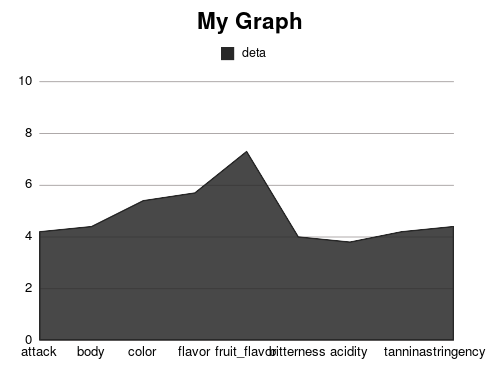 My Graph
deta
10
8
6
4
2
0
attack body color flavor fruit_flavor bitterness acidity tannin astringency